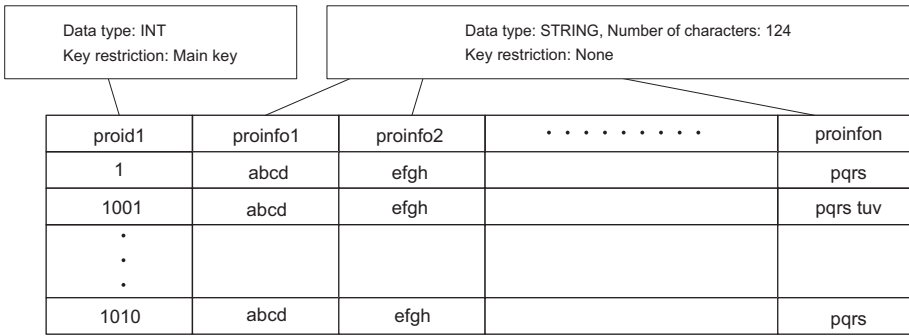 Data type: INT
Key restriction: Main key
Data type: STRING, Number of characters: 124
Key restriction: None
proid1 proinfo1 proinfo2 . . . . . . . . . proinfon
1 abcd efgh pqrs
1001 abcd efgh pqrs tuv
.
.
.
1010 abcd efgh pqrs